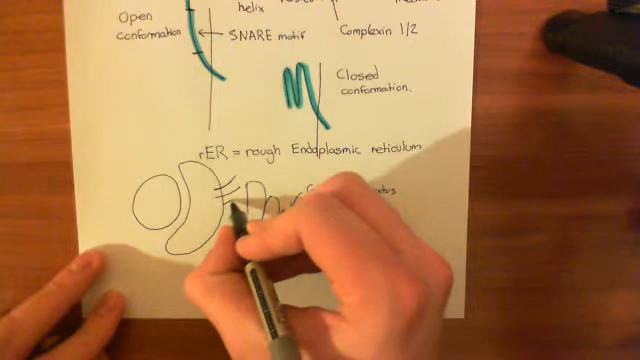 helix
Open
conformation
SNARE motif
Complexin 1/2
Closed
conformation.
rER = rough Endoplasmic reticulum